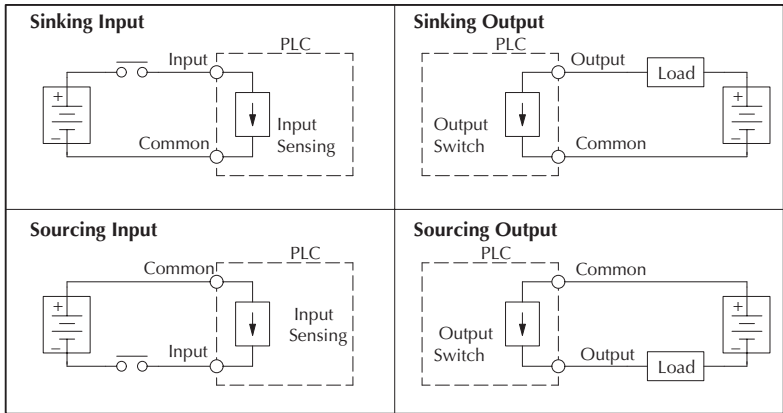 Sinking Input
PLC
Input
+
–
Input
Sensing
Common
Sinking Output
PLC
Output
Load
+
–
Output
Switch
Common
Sourcing Input
PLC
Common
+
–
Input
Sensing
Input
Sourcing Output
PLC
Common
+
–
Output
Switch
Output
Load